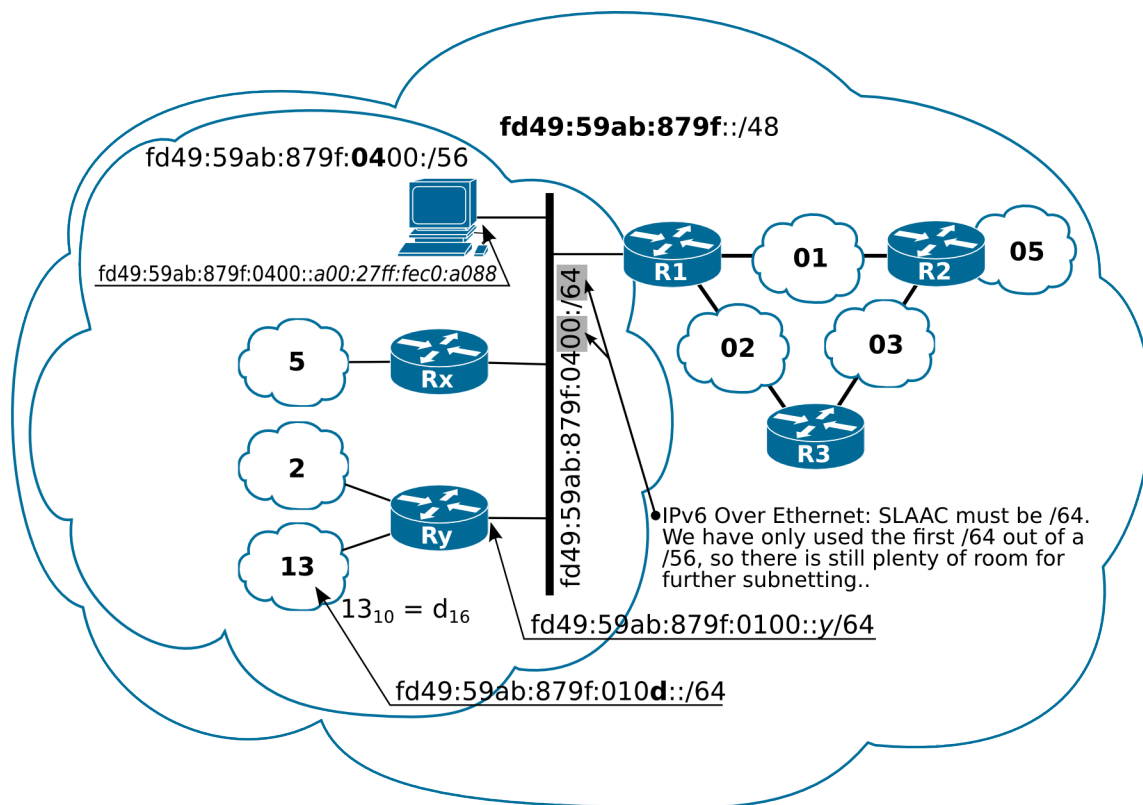 fd49:59ab:879f::/48
fd49:59ab:879f:0400:/56
fd49:59ab:879f:0400::a00:27ff:fec0:a088
R1
01
R2
05
02
03
R3
5
Rx
fd49:59ab:879f:0400:/64
2
Ry
13
13₁₀ = d₁₆
IPv6 Over Ethernet: SLAAC must be /64.
We have only used the first /64 out of a
/56, so there is still plenty of room for
further subnetting..
fd49:59ab:879f:0100::y/64
fd49:59ab:879f:010d::/64